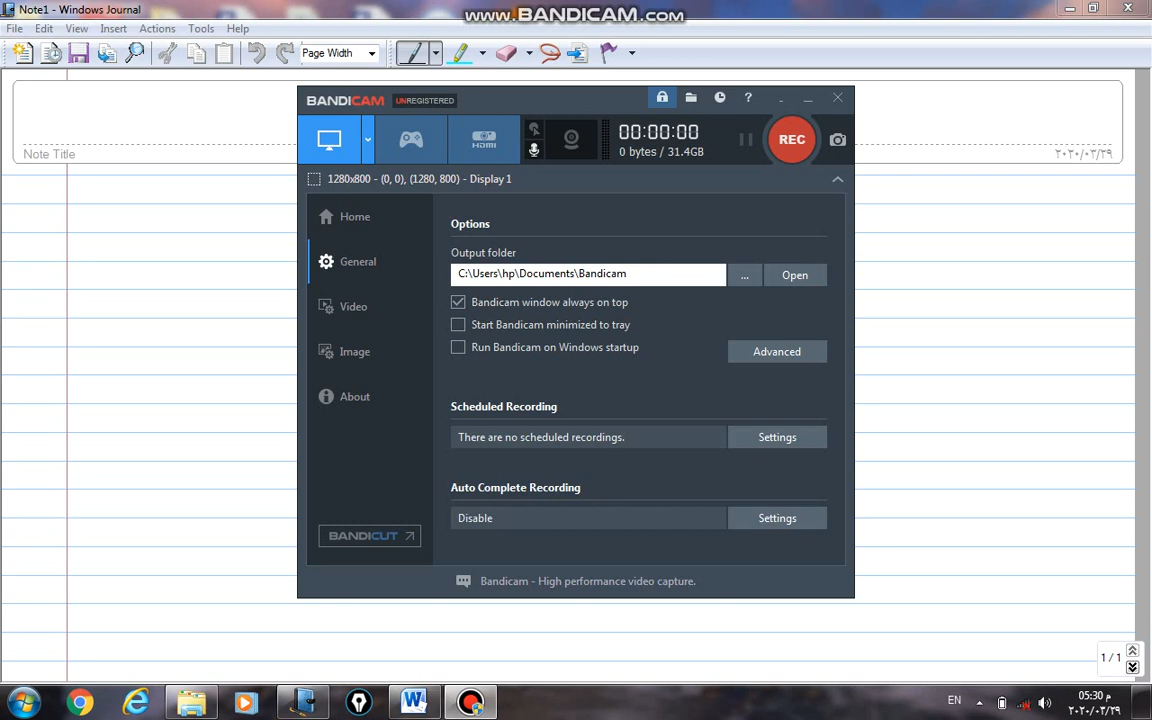 Note1 - Windows Journal
www.BANDICAM.com
File Edit View Insert Actions Tools Help
Page Width
BANDICAM UNREGISTERED
?
HDMI
00:00:00
0 bytes / 31.4GB
REC
Note Title
٢٠٢٠/٠٣/٢٩
1280x800 - (0, 0), (1280, 800) - Display 1
Home
General
Video
Image
About
BANDICUT
Options
Output folder
C:\Users\hp\Documents\Bandicam
... Open
Bandicam window always on top
Start Bandicam minimized to tray
Run Bandicam on Windows startup
Advanced
Scheduled Recording
There are no scheduled recordings. Settings
Auto Complete Recording
Disable Settings
Bandicam - High performance video capture.
1 / 1
EN
05:30 م
٢٠٢٠/٠٣/٢٩